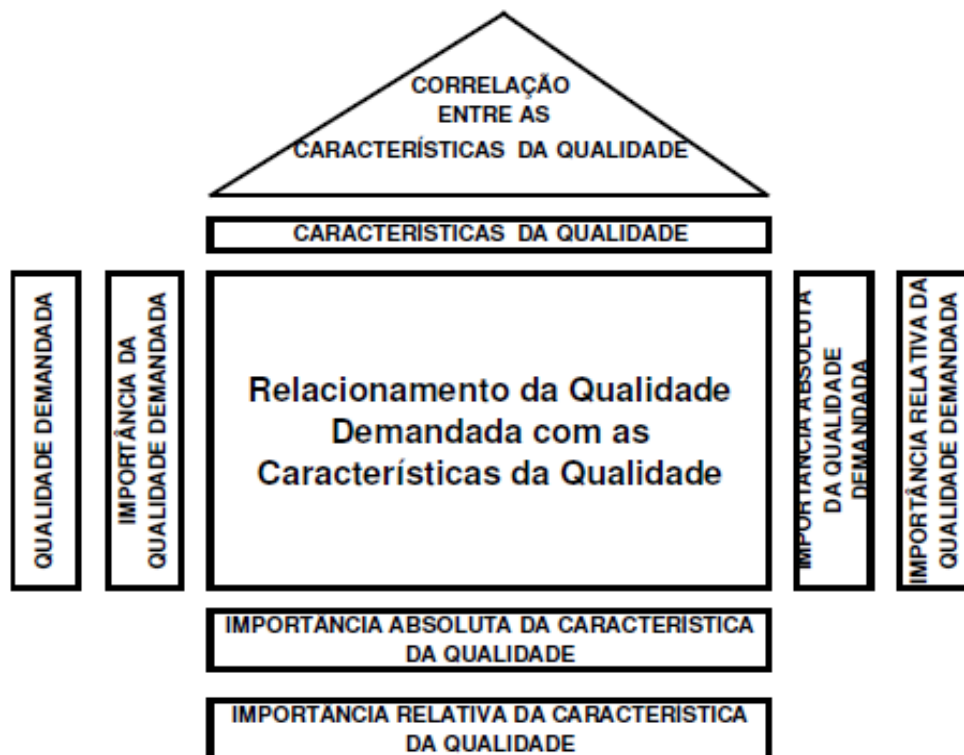 CORRELAÇÃO
ENTRE AS
CARACTERÍSTICAS DA QUALIDADE
CARACTERÍSTICAS DA QUALIDADE
QUALIDADE DEMANDADA
IMPORTÂNCIA DA
QUALIDADE DEMANDADA
Relacionamento da Qualidade
Demandada com as
Características da Qualidade
IMPORTÂNCIA ABSOLUTA
DA QUALIDADE
DEMANDADA
IMPORTÂNCIA RELATIVA DA
QUALIDADE DEMANDADA
IMPORTÂNCIA ABSOLUTA DA CARACTERÍSTICA
DA QUALIDADE
IMPORTÂNCIA RELATIVA DA CARACTERÍSTICA
DA QUALIDADE